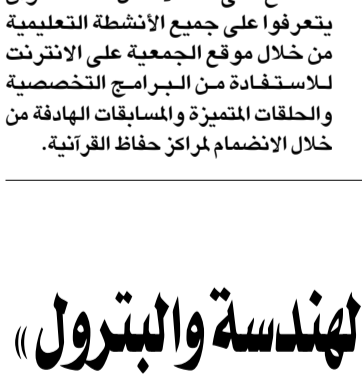 يتعرفوا على جميع الأنشطة التعليمية
من خلال موقع الجمعية على الانترنت
للاستفادة من البرامج التخصصية
والحلقات المتميزة والمسابقات الهادفة من
خلال الانضمام لمراكز حفاظ القرآنية.
لهندسة والبترول»